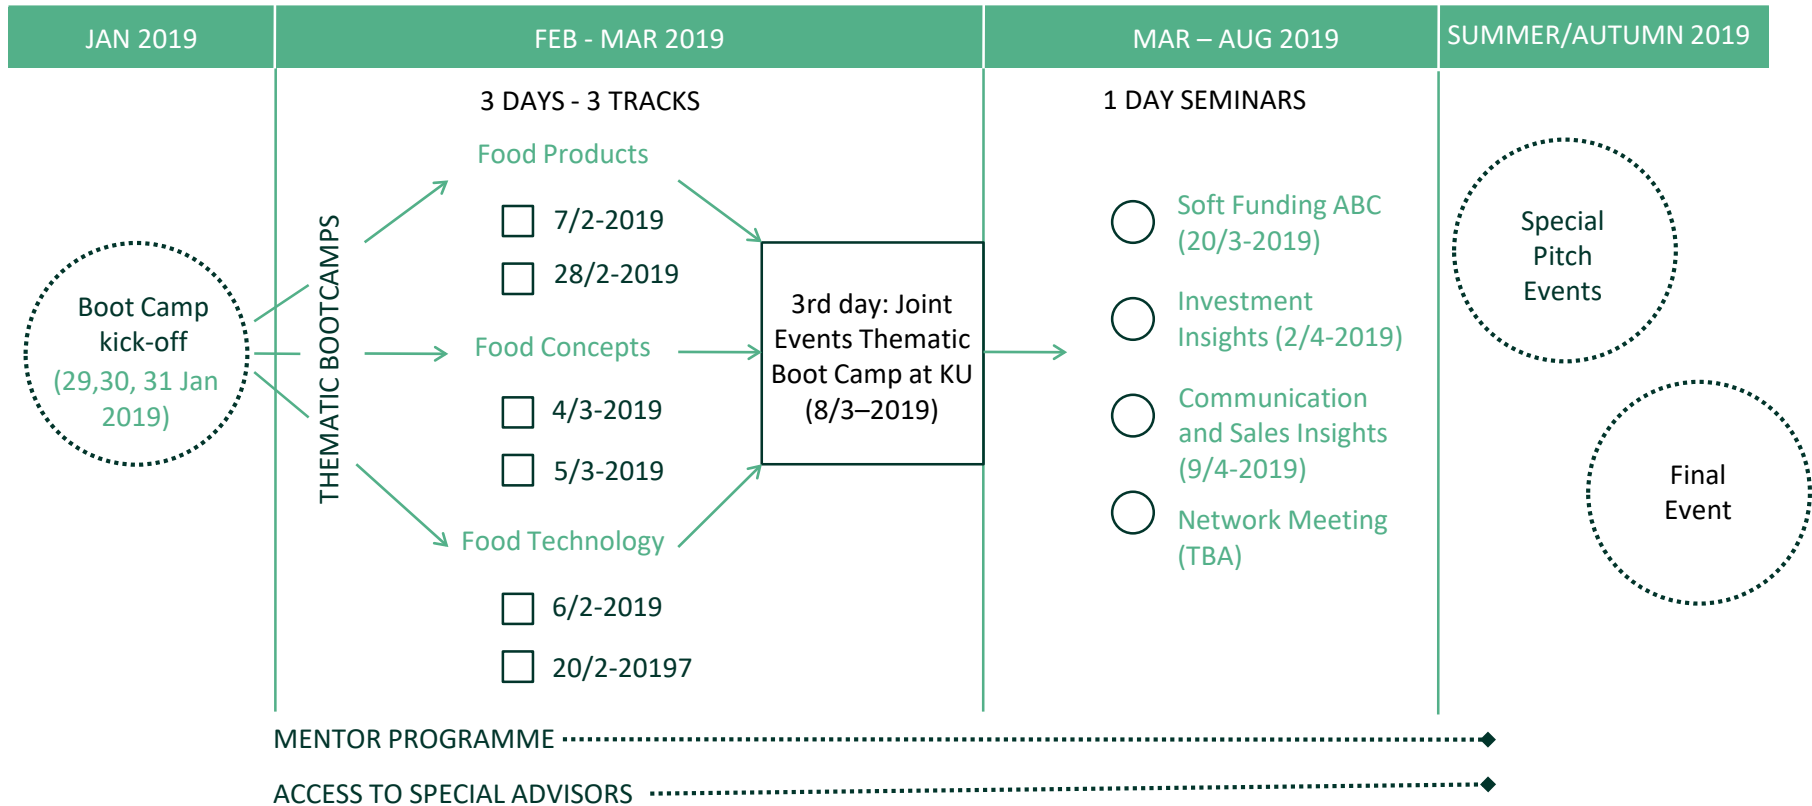 JAN 2019
FEB - MAR 2019
MAR – AUG 2019
SUMMER/AUTUMN 2019
3 DAYS - 3 TRACKS
1 DAY SEMINARS
Boot Camp
kick-off
(29,30, 31 Jan
2019)
THEMATIC BOOTCAMPS
Food Products
7/2-2019
28/2-2019
Food Concepts
4/3-2019
5/3-2019
Food Technology
6/2-2019
20/2-20197
3rd day: Joint
Events Thematic
Boot Camp at KU
(8/3–2019)
Soft Funding ABC
(20/3-2019)
Investment
Insights (2/4-2019)
Communication
and Sales Insights
(9/4-2019)
Network Meeting
(TBA)
Special
Pitch
Events
Final
Event
MENTOR PROGRAMME
ACCESS TO SPECIAL ADVISORS